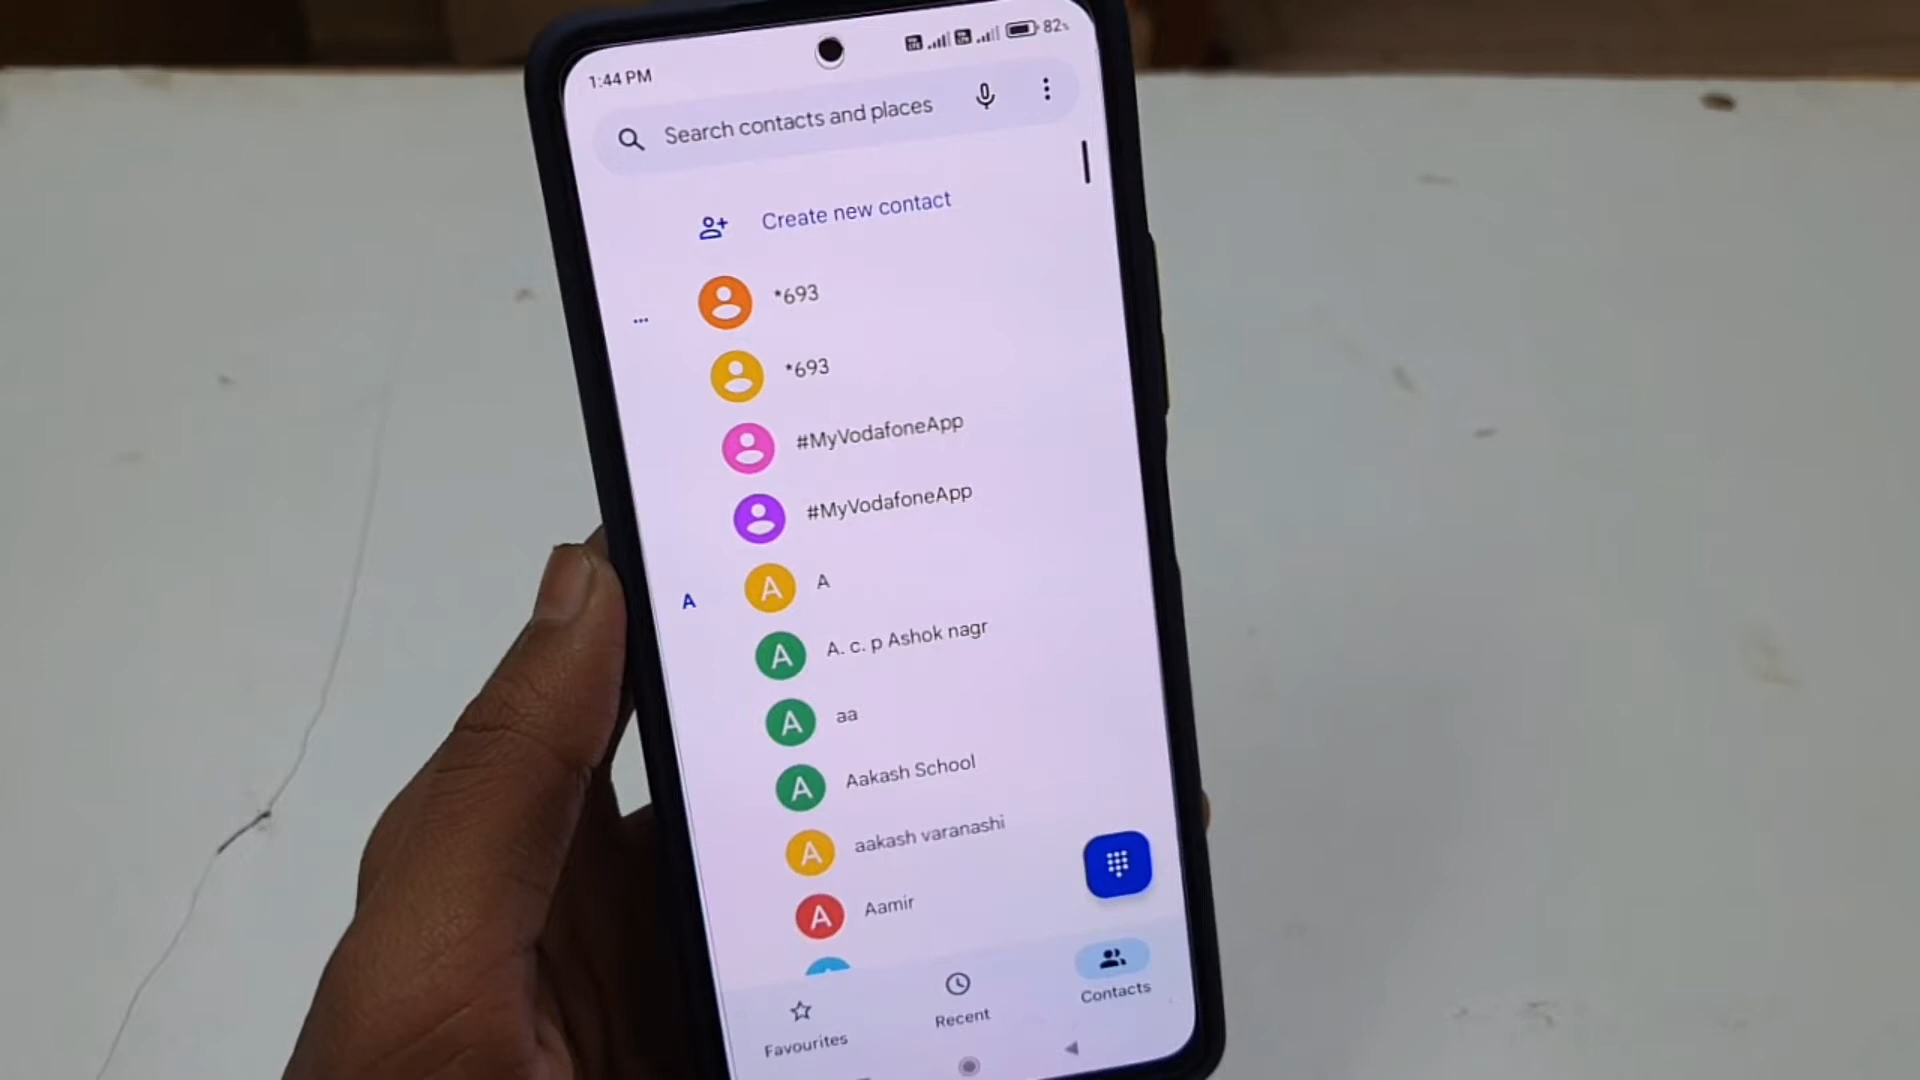 1:44 PM
82%
Search contacts and places
Create new contact
...
*693
*693
#MyVodafoneApp
#MyVodafoneApp
A
A A
A A. c. p Ashok nagr
A aa
A Aakash School
A aakash varanashi
A Aamir
Favourites
Recent
Contacts